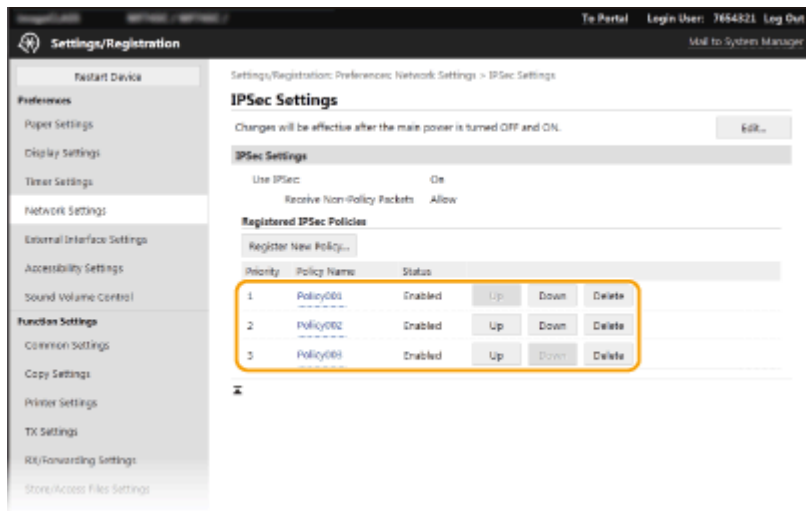 To Portal Login User: 7654321 Log Out
Settings/Registration Mail to System Manager
Restart Device
Preferences
Paper Settings
Display Settings
Timer Settings
Network Settings
External Interface Settings
Accessibility Settings
Sound Volume Control
Function Settings
Common Settings
Copy Settings
Printer Settings
TX Settings
RX/Forwarding Settings
Store/Access Files Settings
Settings/Registration: Preferences: Network Settings > IPSec Settings
IPSec Settings
Changes will be effective after the main power is turned OFF and ON. Edit...
IPSec Settings
Use IPSec: On
Receive Non-Policy Packets Allow
Registered IPSec Policies
Register New Policy...
Priority Policy Name Status
1 Policy001 Enabled Up Down Delete
2 Policy002 Enabled Up Down Delete
3 Policy003 Enabled Up Down Delete